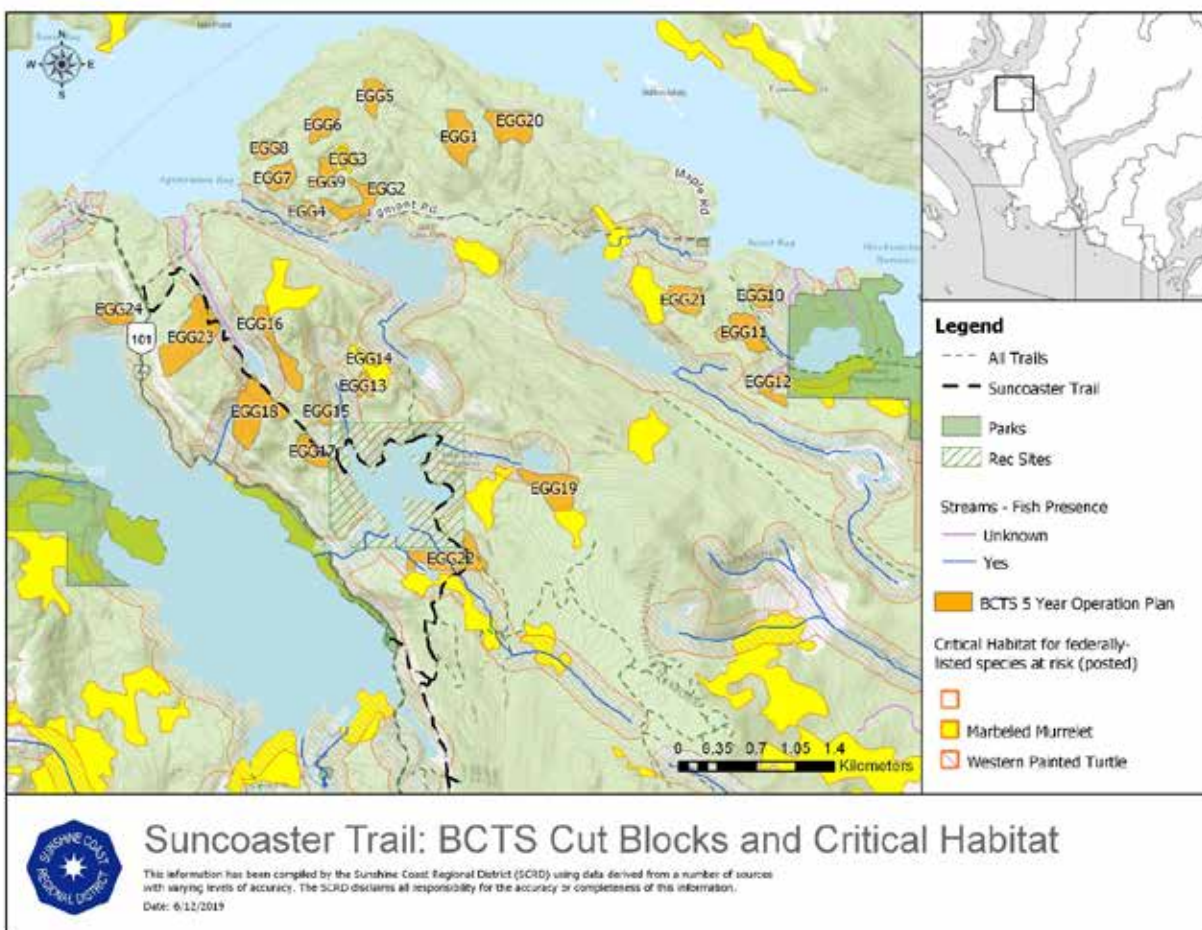 N
W
E
S
EGG5
EGG6
EGG1
EGG20
EGG8
EGG3
EGG7
EGG9
EGG2
EGG4
Egmont Rd
Maple Rd
EGG24
101
EGG23
EGG16
EGG21
EGG10
EGG11
EGG14
EGG13
EGG12
EGG18
EGG15
EGG17
EGG19
EGG22
0 0.35 0.7 1.05 1.4
Kilometers
Legend
All Trails
Suncoaster Trail
Parks
Rec Sites
Streams - Fish Presence
Unknown
Yes
BCTS 5 Year Operation Plan
Critical Habitat for federally-
listed species at risk (posted)
Marbeled Murrelet
Western Painted Turtle
SUNSHINE COAST
REGIONAL DISTRICT
Suncoaster Trail: BCTS Cut Blocks and Critical Habitat
This information has been compiled by the Sunshine Coast Regional District (SCRD) using data derived from a number of sources
with varying levels of accuracy. The SCRD disclaims all responsibility for the accuracy or completeness of this information.
Date: 6/12/2019